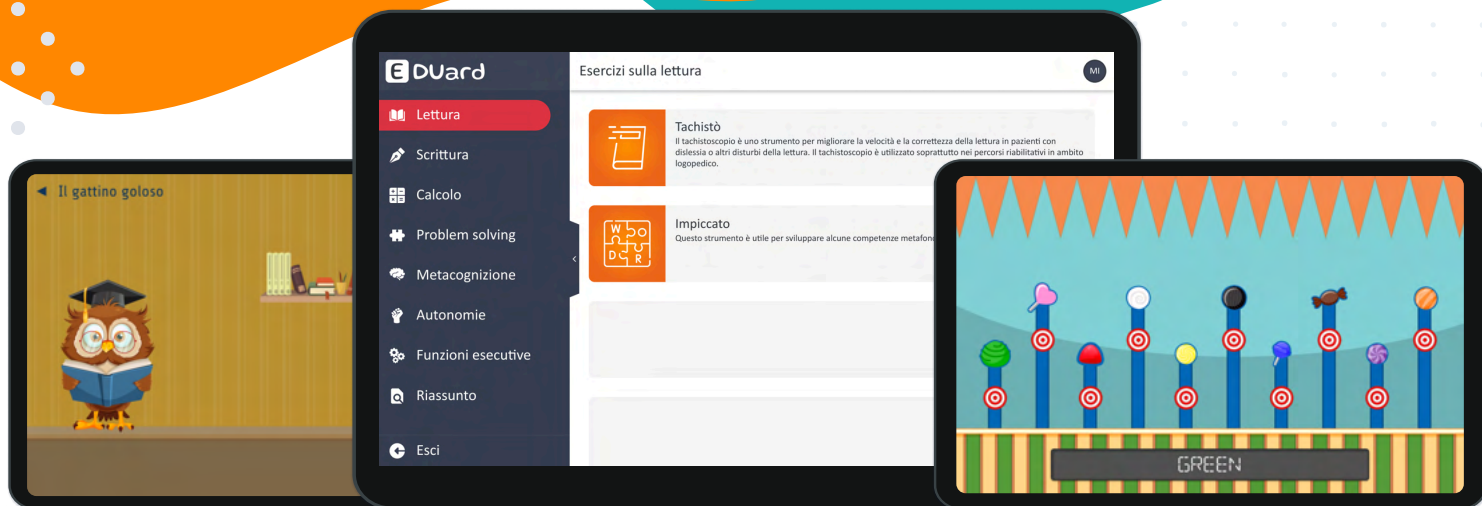 Il gattino goloso
EDUard
Lettura
Scrittura
Calcolo
Problem solving
Metacognizione
Autonomie
Funzioni esecutive
Riassunto
Esci
Esercizi sulla lettura
MI
Tachistò
Il tachistoscopio è uno strumento per migliorare la velocità e la correttezza della lettura in pazienti con
dislessia o altri disturbi della lettura. Il tachistoscopio è utilizzato soprattutto nei percorsi riabilitativi in ambito
logopedico.
W O
D R
Impiccato
Questo strumento è utile per sviluppare alcune competenze
GREEN